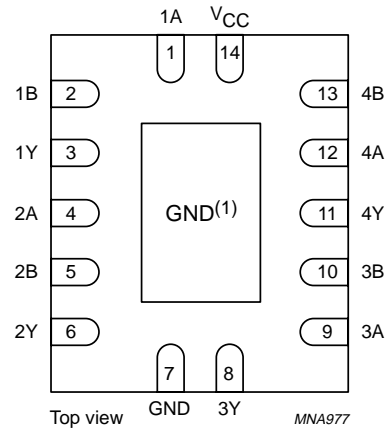 1A VCC
1 14
1B 2 13 4B
1Y 3 12 4A
2A 4 GND(1) 11 4Y
2B 5 10 3B
2Y 6 9 3A
7 8
Top view GND 3Y MNA977